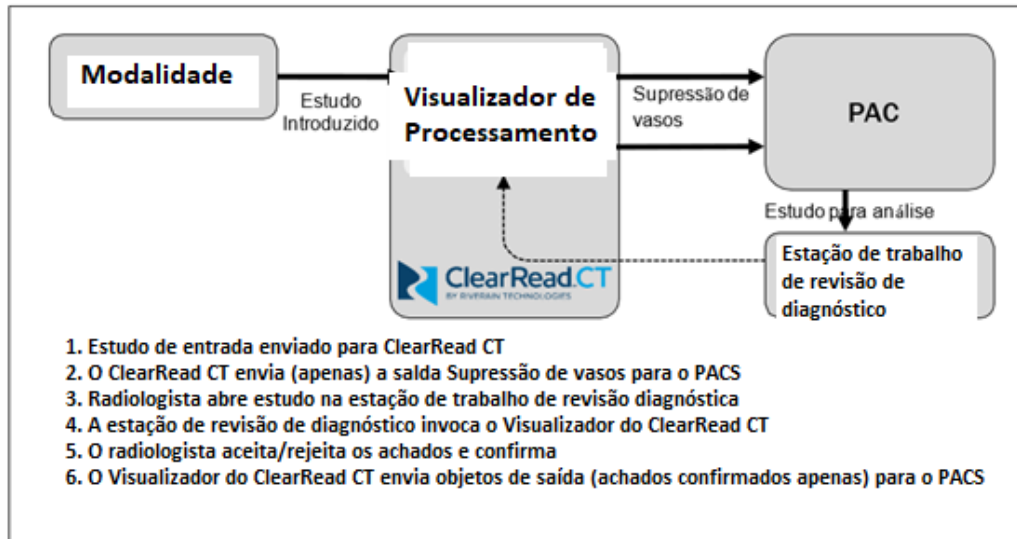 Modalidade
Estudo
Introduzido
Visualizador de
Processamento
Supressão de
vasos
PAC
Estudo para análise
Estação de trabalho
de revisão de
diagnóstico
ClearRead.CT
BY RIVERAIN TECHNOLOGIES
1. Estudo de entrada enviado para ClearRead CT
2. O ClearRead CT envia (apenas) a salda Supressão de vasos para o PACS
3. Radiologista abre estudo na estação de trabalho de revisão diagnóstica
4. A estação de revisão de diagnóstico invoca o Visualizador do ClearRead CT
5. O radiologista aceita/rejeita os achados e confirma
6. O Visualizador do ClearRead CT envia objetos de saída (achados confirmados apenas) para o PACS